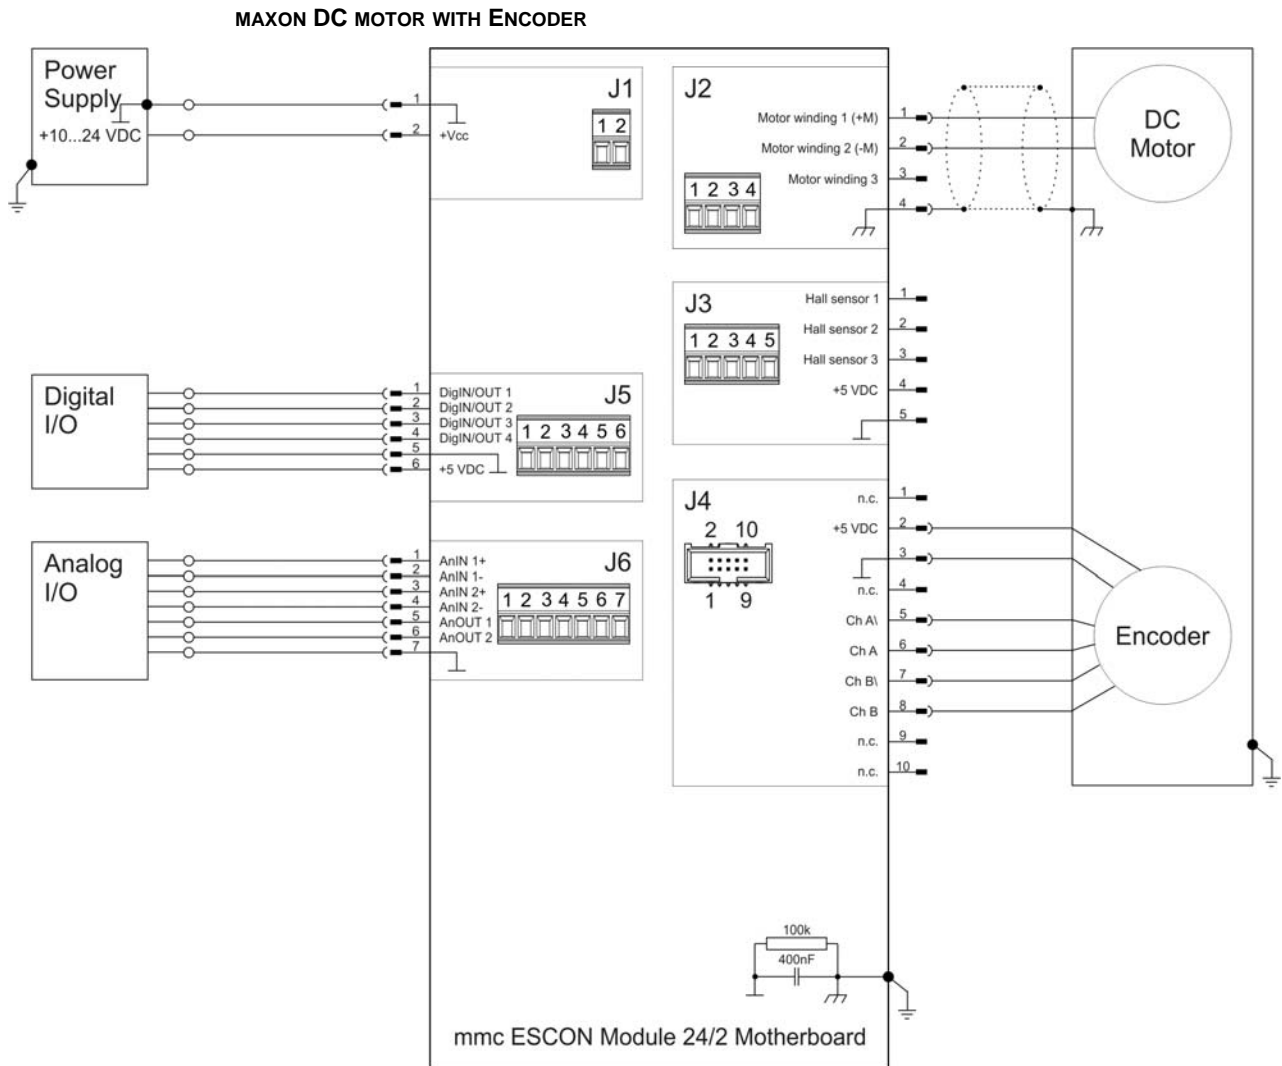 MAXON DC MOTOR WITH ENCODER
Power
Supply
+10...24 VDC
1
2
+Vcc
J1
1 2
J2
Motor winding 1 (+M) 1
Motor winding 2 (-M) 2
Motor winding 3 3
4
1 2 3 4
DC
Motor
J3
Hall sensor 1 1
Hall sensor 2 2
Hall sensor 3 3
+5 VDC 4
5
1 2 3 4 5
Digital
I/O
1 DigIN/OUT 1
2 DigIN/OUT 2
3 DigIN/OUT 3
4 DigIN/OUT 4
5
6 +5 VDC
J5
1 2 3 4 5 6
J4
2 10
1 9
n.c. 1
+5 VDC 2
3
n.c. 4
Ch A\ 5
Ch A 6
Ch B\ 7
Ch B 8
n.c. 9
n.c. 10
Encoder
Analog
I/O
1 AnIN 1+
2 AnIN 1-
3 AnIN 2+
4 AnIN 2-
5 AnOUT 1
6 AnOUT 2
7
J6
1 2 3 4 5 6 7
100k
400nF
mmc ESCON Module 24/2 Motherboard